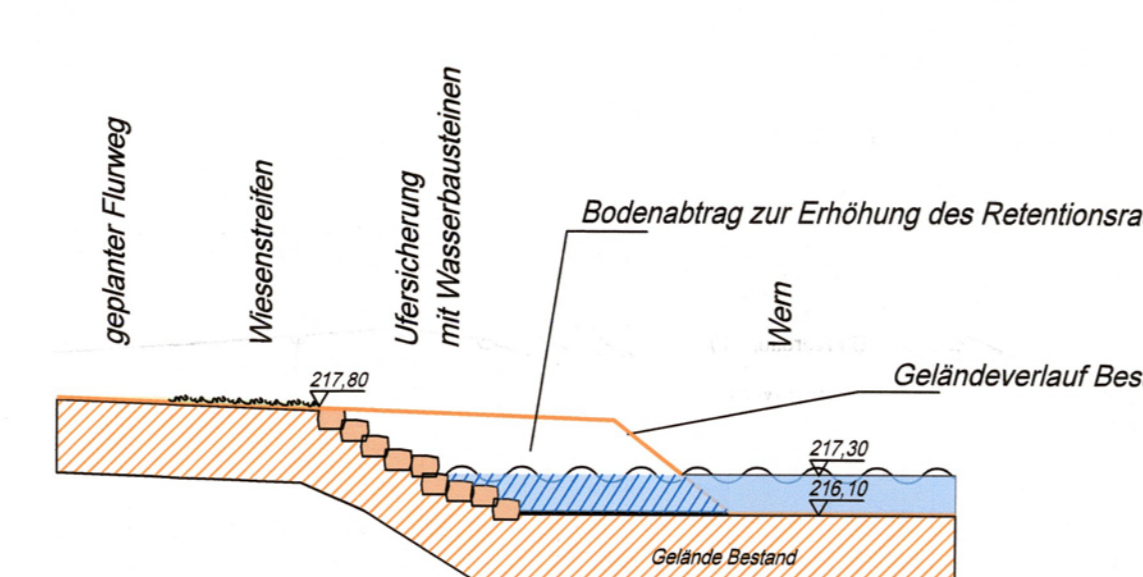 geplanter Flurweg
Wiesenstreifen
Ufersicherung
mit Wasserbausteinen
Bodenabtrag zur Erhöhung des Retentionsra
Wern
Geländeverlauf Bes
217,80
217,30
216,10
Gelände Bestand